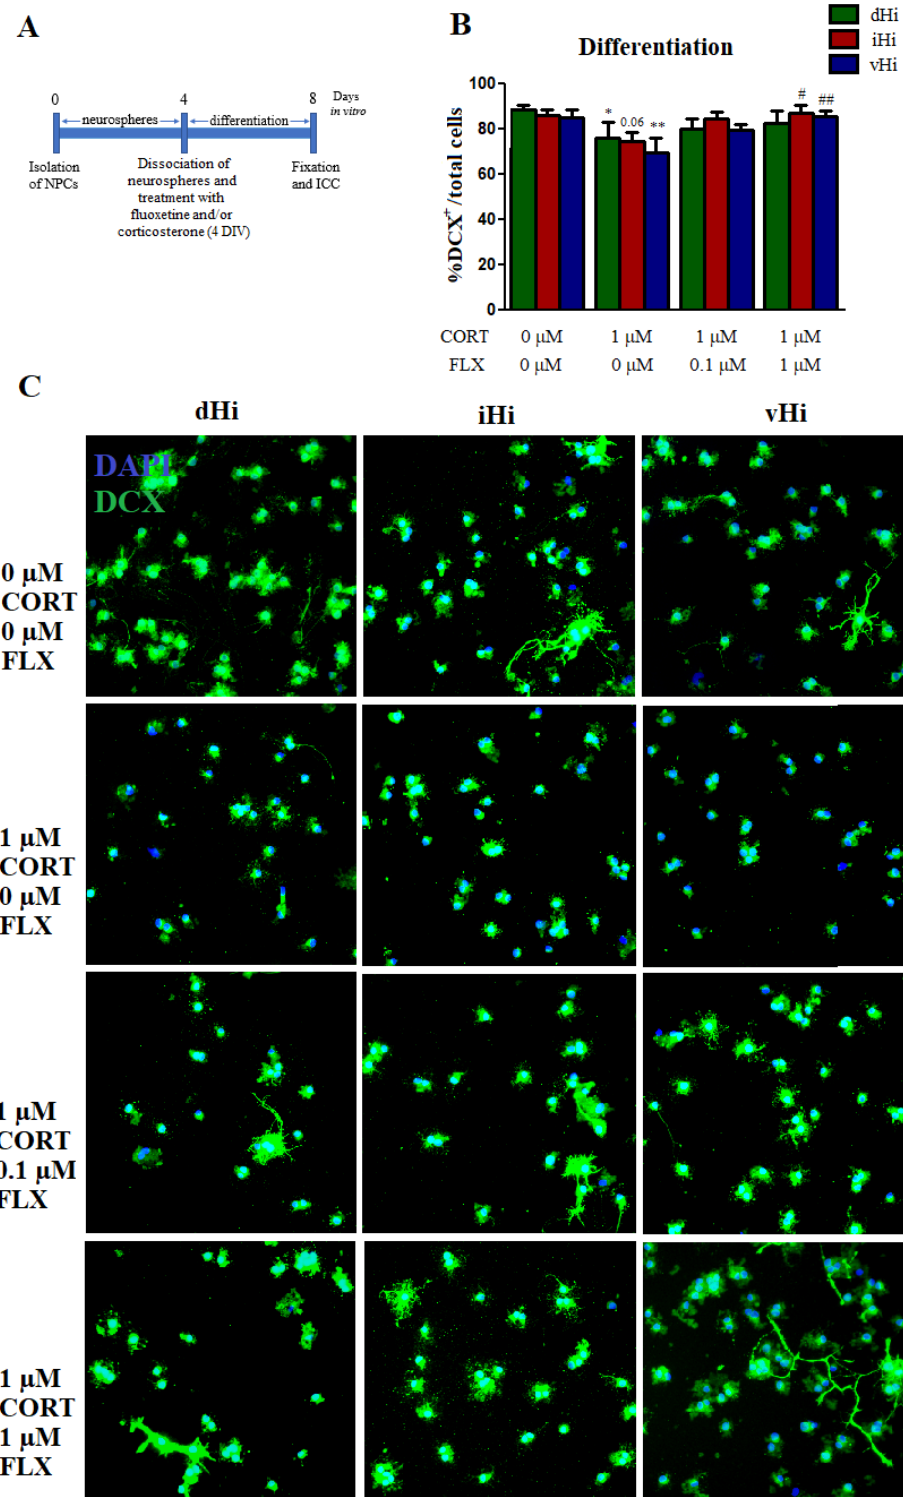 A
0
4
8
Days
in vitro
neurospheres
differentiation
Isolation
of NPCs
Dissociation of
neurospheres and
treatment with
fluoxetine and/or
corticosterone (4 DIV)
Fixation
and ICC
B
Differentiation
dHi
iHi
vHi
%DCX⁺/total cells
100
80
60
40
20
0
* 0.06 **
# ##
CORT 0 μM 1 μM 1 μM 1 μM
FLX 0 μM 0 μM 0.1 μM 1 μM
C
dHi iHi vHi
DAPI
DCX
0 μM
CORT
0 μM
FLX
1 μM
CORT
0 μM
FLX
1 μM
CORT
0.1 μM
FLX
1 μM
CORT
1 μM
FLX